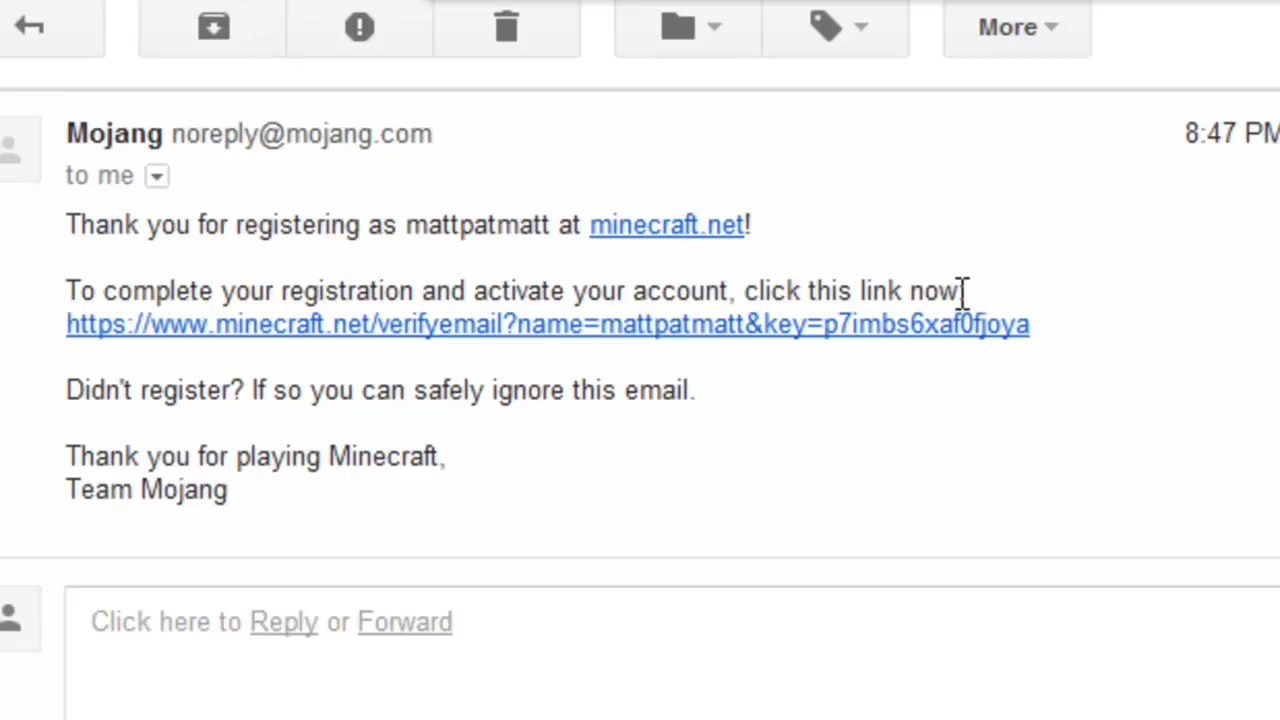 More
Mojang noreply@mojang.com 8:47 PM
to me
Thank you for registering as mattpatmatt at minecraft.net!
To complete your registration and activate your account, click this link now:
https://www.minecraft.net/verifyemail?name=mattpatmatt&key=p7imbs6xaf0fjoya
Didn't register? If so you can safely ignore this email.
Thank you for playing Minecraft,
Team Mojang
Click here to Reply or Forward